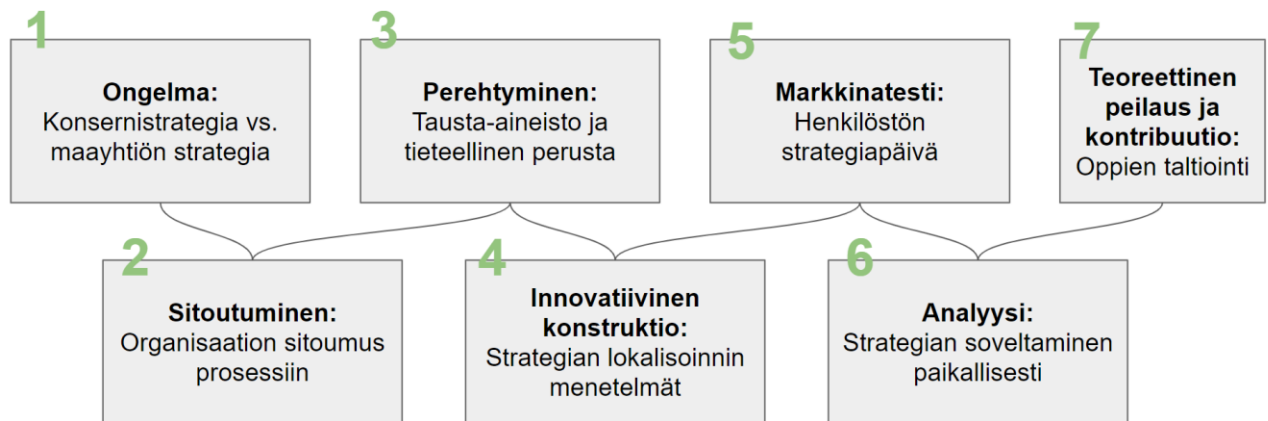 1
Ongelma:
Konsernistrategia vs.
maayhtiön strategia
2
Sitoutuminen:
Organisaation sitoumus
prosessiin
3
Perehtyminen:
Tausta-aineisto ja
tieteellinen perusta
4
Innovatiivinen
konstruktio:
Strategian lokalisoinnin
menetelmät
5
Markkinatesti:
Henkilöstön
strategiapäivä
6
Analyysi:
Strategian soveltaminen
paikallisesti
7
Teoreettinen
peilaus ja
kontribuutio:
Oppien taltiointi